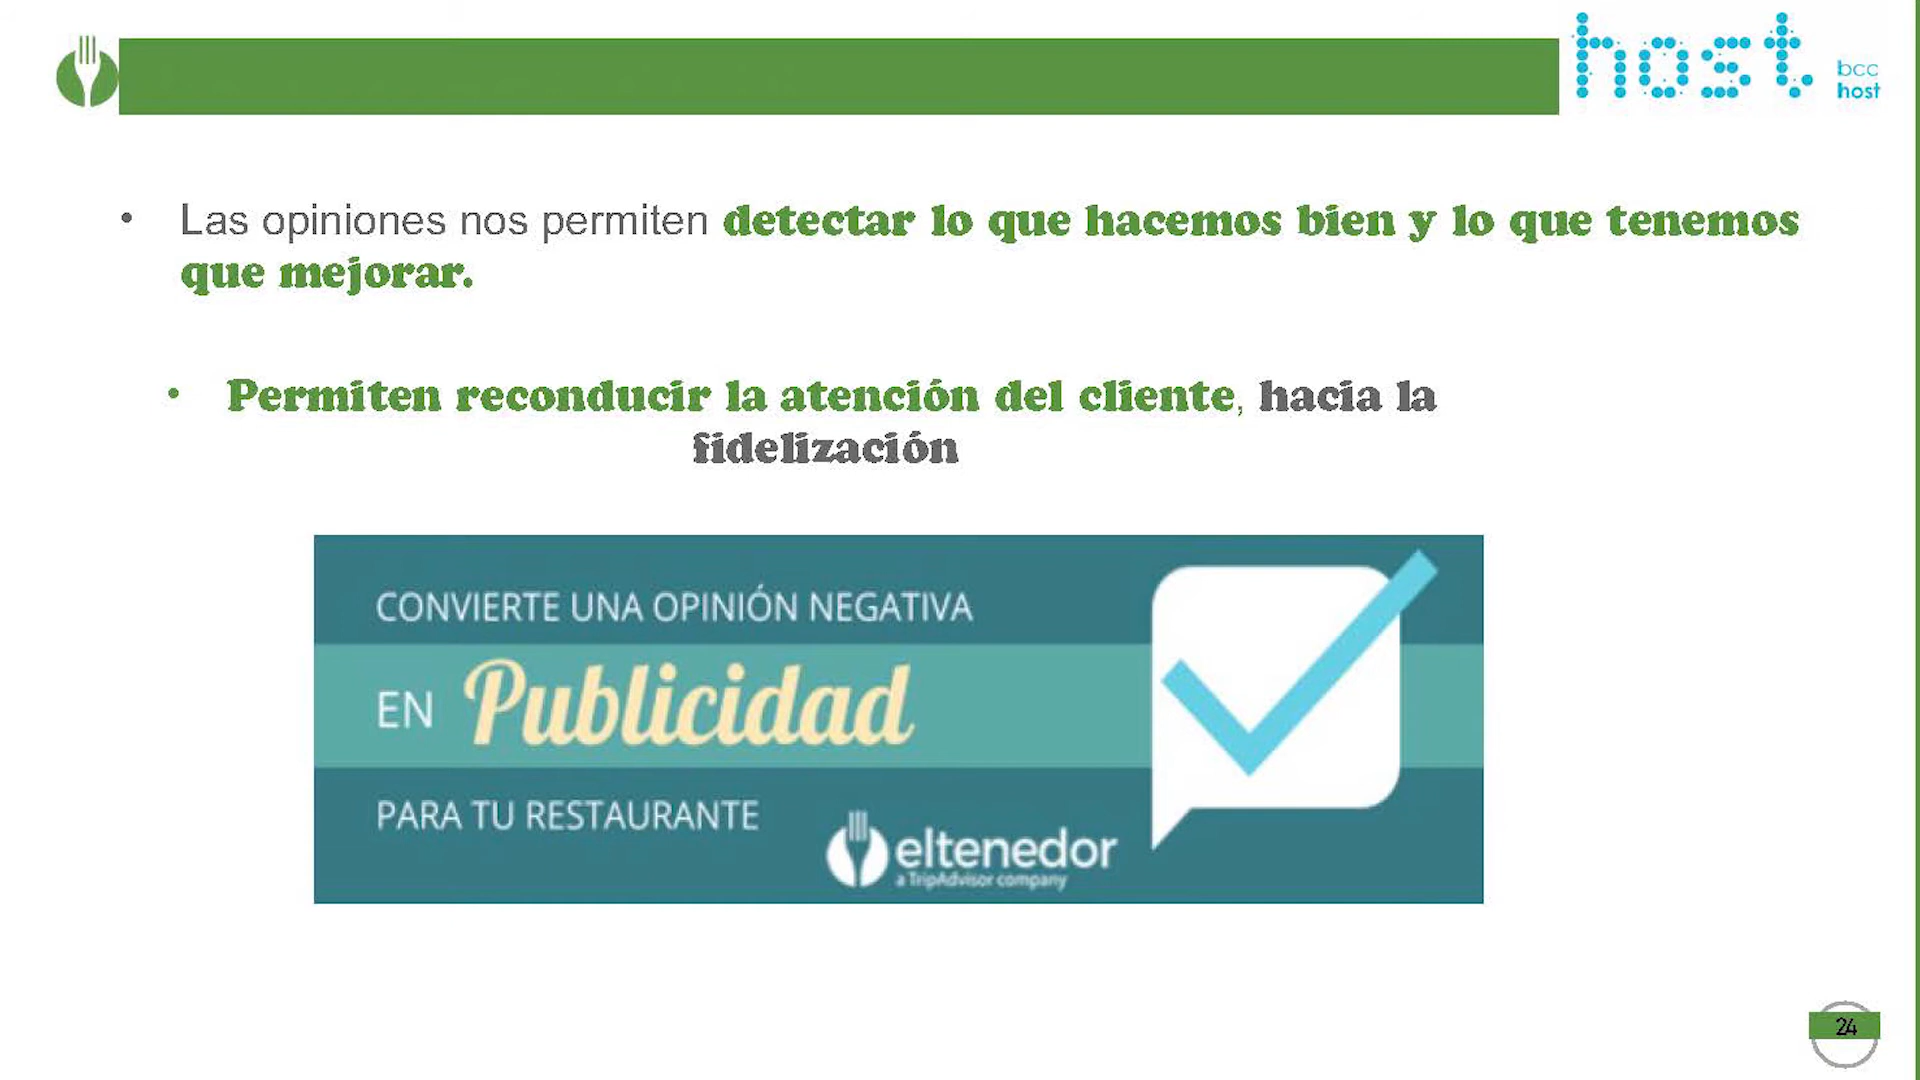 host
bcc
host
• Las opiniones nos permiten detectar lo que hacemos bien y lo que tenemos
que mejorar.
• Permiten reconducir la atención del cliente, hacia la
fidelización
CONVIERTE UNA OPINIÓN NEGATIVA
EN Publicidad
PARA TU RESTAURANTE
eltenedor
a TripAdvisor company
24